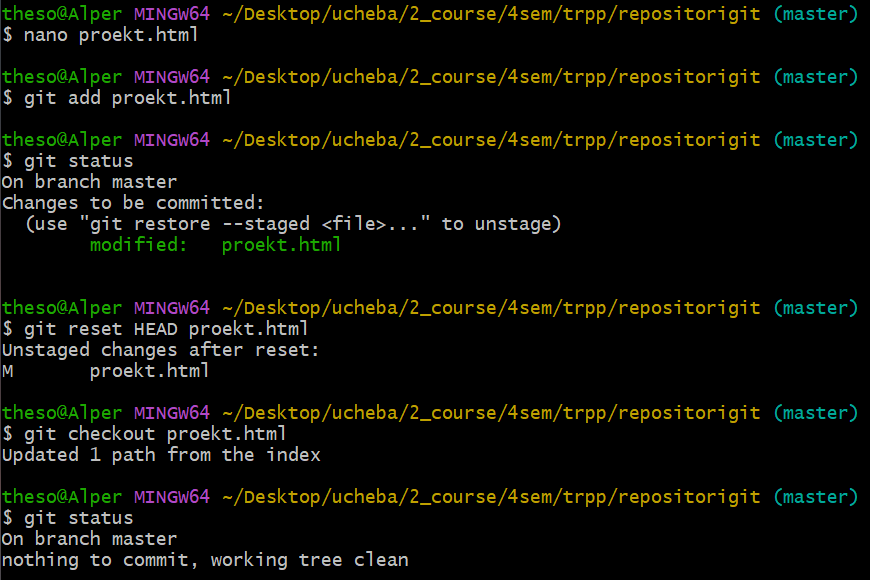 theso@Alper MINGW64 ~/Desktop/ucheba/2_course/4sem/trpp/repositorigit (master)
$ nano proekt.html
theso@Alper MINGW64 ~/Desktop/ucheba/2_course/4sem/trpp/repositorigit (master)
$ git add proekt.html
theso@Alper MINGW64 ~/Desktop/ucheba/2_course/4sem/trpp/repositorigit (master)
$ git status
On branch master
Changes to be committed:
  (use "git restore --staged <file>..." to unstage)
        modified:   proekt.html
theso@Alper MINGW64 ~/Desktop/ucheba/2_course/4sem/trpp/repositorigit (master)
$ git reset HEAD proekt.html
Unstaged changes after reset:
M       proekt.html
theso@Alper MINGW64 ~/Desktop/ucheba/2_course/4sem/trpp/repositorigit (master)
$ git checkout proekt.html
Updated 1 path from the index
theso@Alper MINGW64 ~/Desktop/ucheba/2_course/4sem/trpp/repositorigit (master)
$ git status
On branch master
nothing to commit, working tree clean